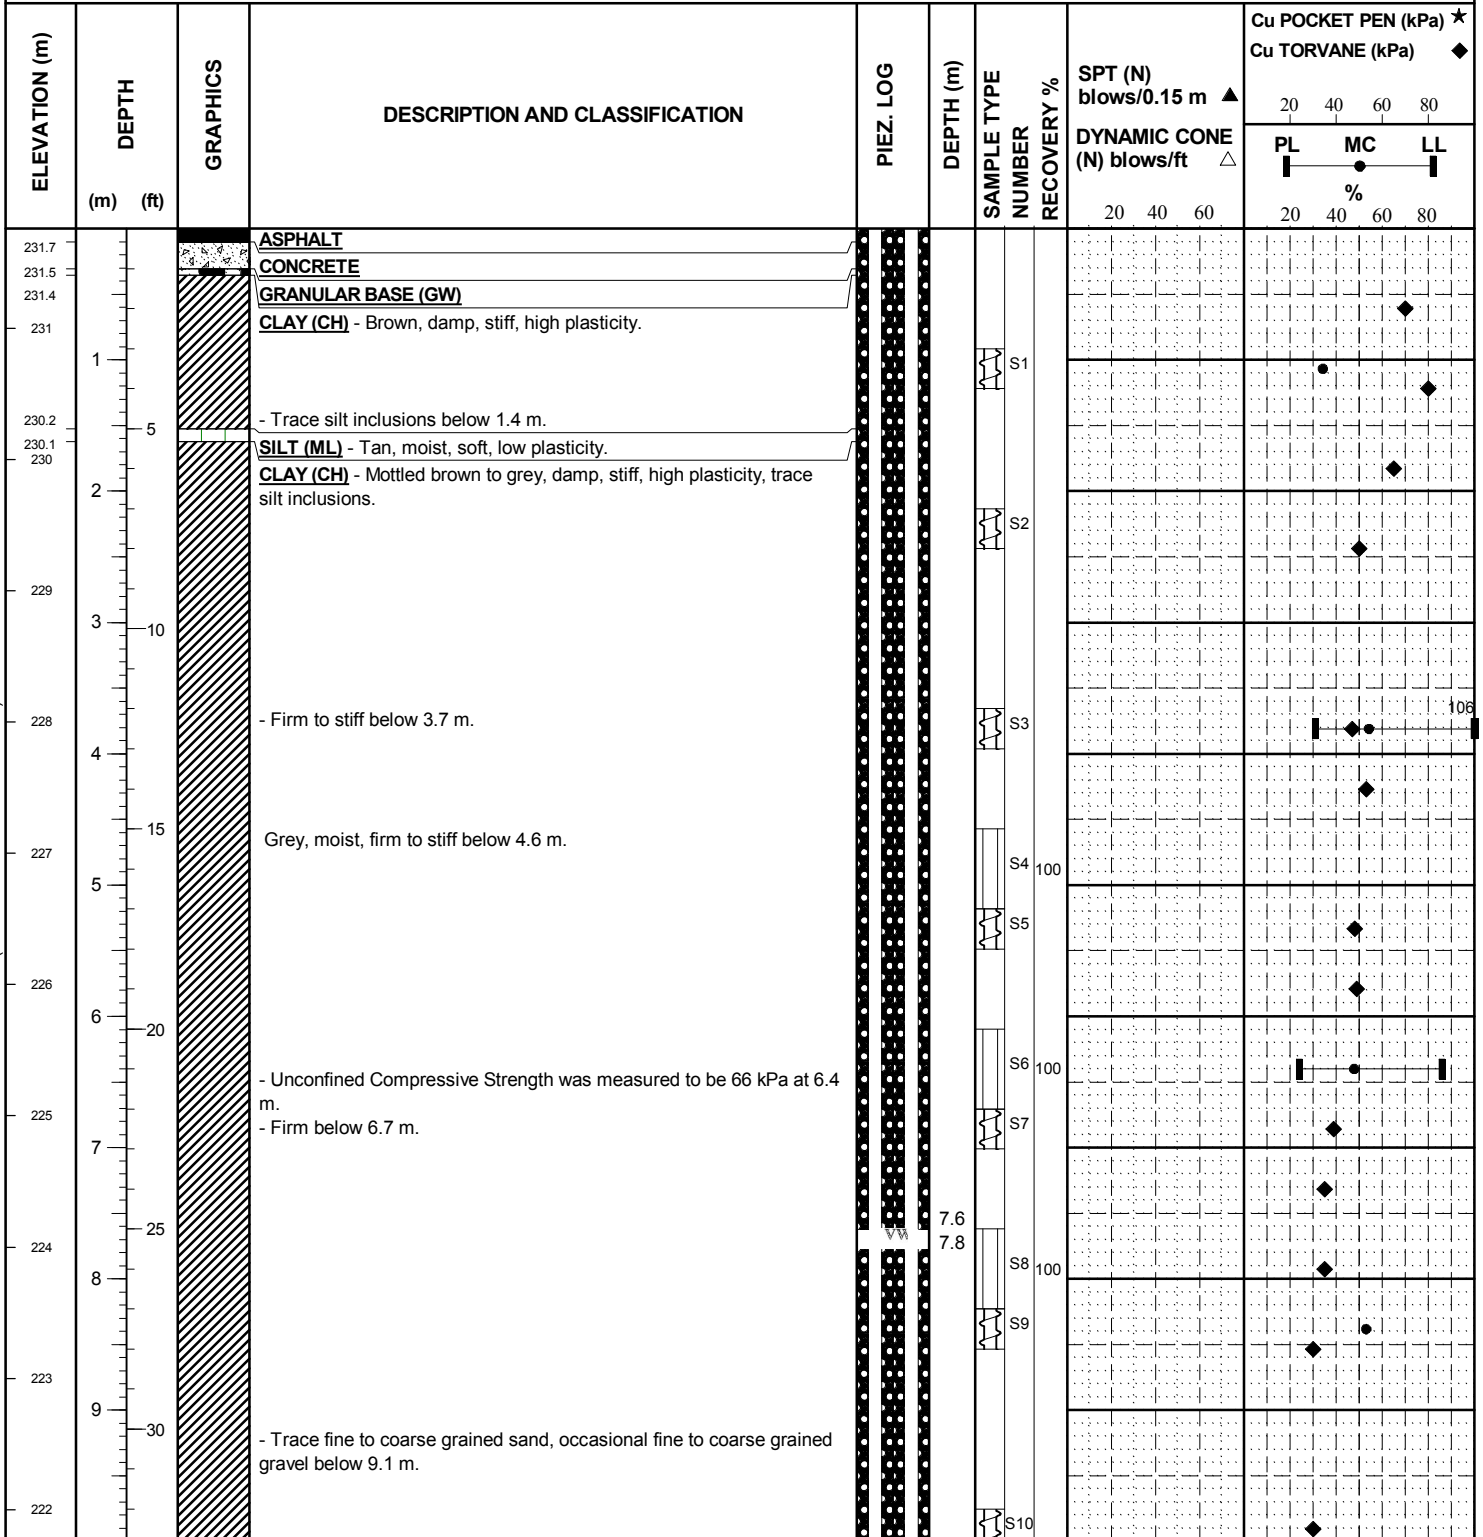 ELEVATION (m)
DEPTH
(m) (ft)
GRAPHICS
DESCRIPTION AND CLASSIFICATION
PIEZ. LOG
DEPTH (m)
SAMPLE TYPE
NUMBER
RECOVERY %
SPT (N)
blows/0.15 m ▲
DYNAMIC CONE
(N) blows/ft △
20 40 60
Cu POCKET PEN (kPa) ★
Cu TORVANE (kPa) ◆
20 40 60 80
PL MC LL
%
20 40 60 80
231.7
ASPHALT
231.5
CONCRETE
231.4
GRANULAR BASE (GW)
231
CLAY (CH) - Brown, damp, stiff, high plasticity.
1
S1
230.2
- Trace silt inclusions below 1.4 m.
5
230.1
SILT (ML) - Tan, moist, soft, low plasticity.
230
CLAY (CH) - Mottled brown to grey, damp, stiff, high plasticity, trace
silt inclusions.
2
S2
229
3
10
106
228
- Firm to stiff below 3.7 m.
S3
4
15
Grey, moist, firm to stiff below 4.6 m.
227
S4 100
5
S5
226
6
20
S6 100
- Unconfined Compressive Strength was measured to be 66 kPa at 6.4
m.
225
- Firm below 6.7 m.
S7
7
7.6
25
VW
7.8
224
S8 100
8
S9
223
9
30
- Trace fine to coarse grained sand, occasional fine to coarse grained
gravel below 9.1 m.
222
S10